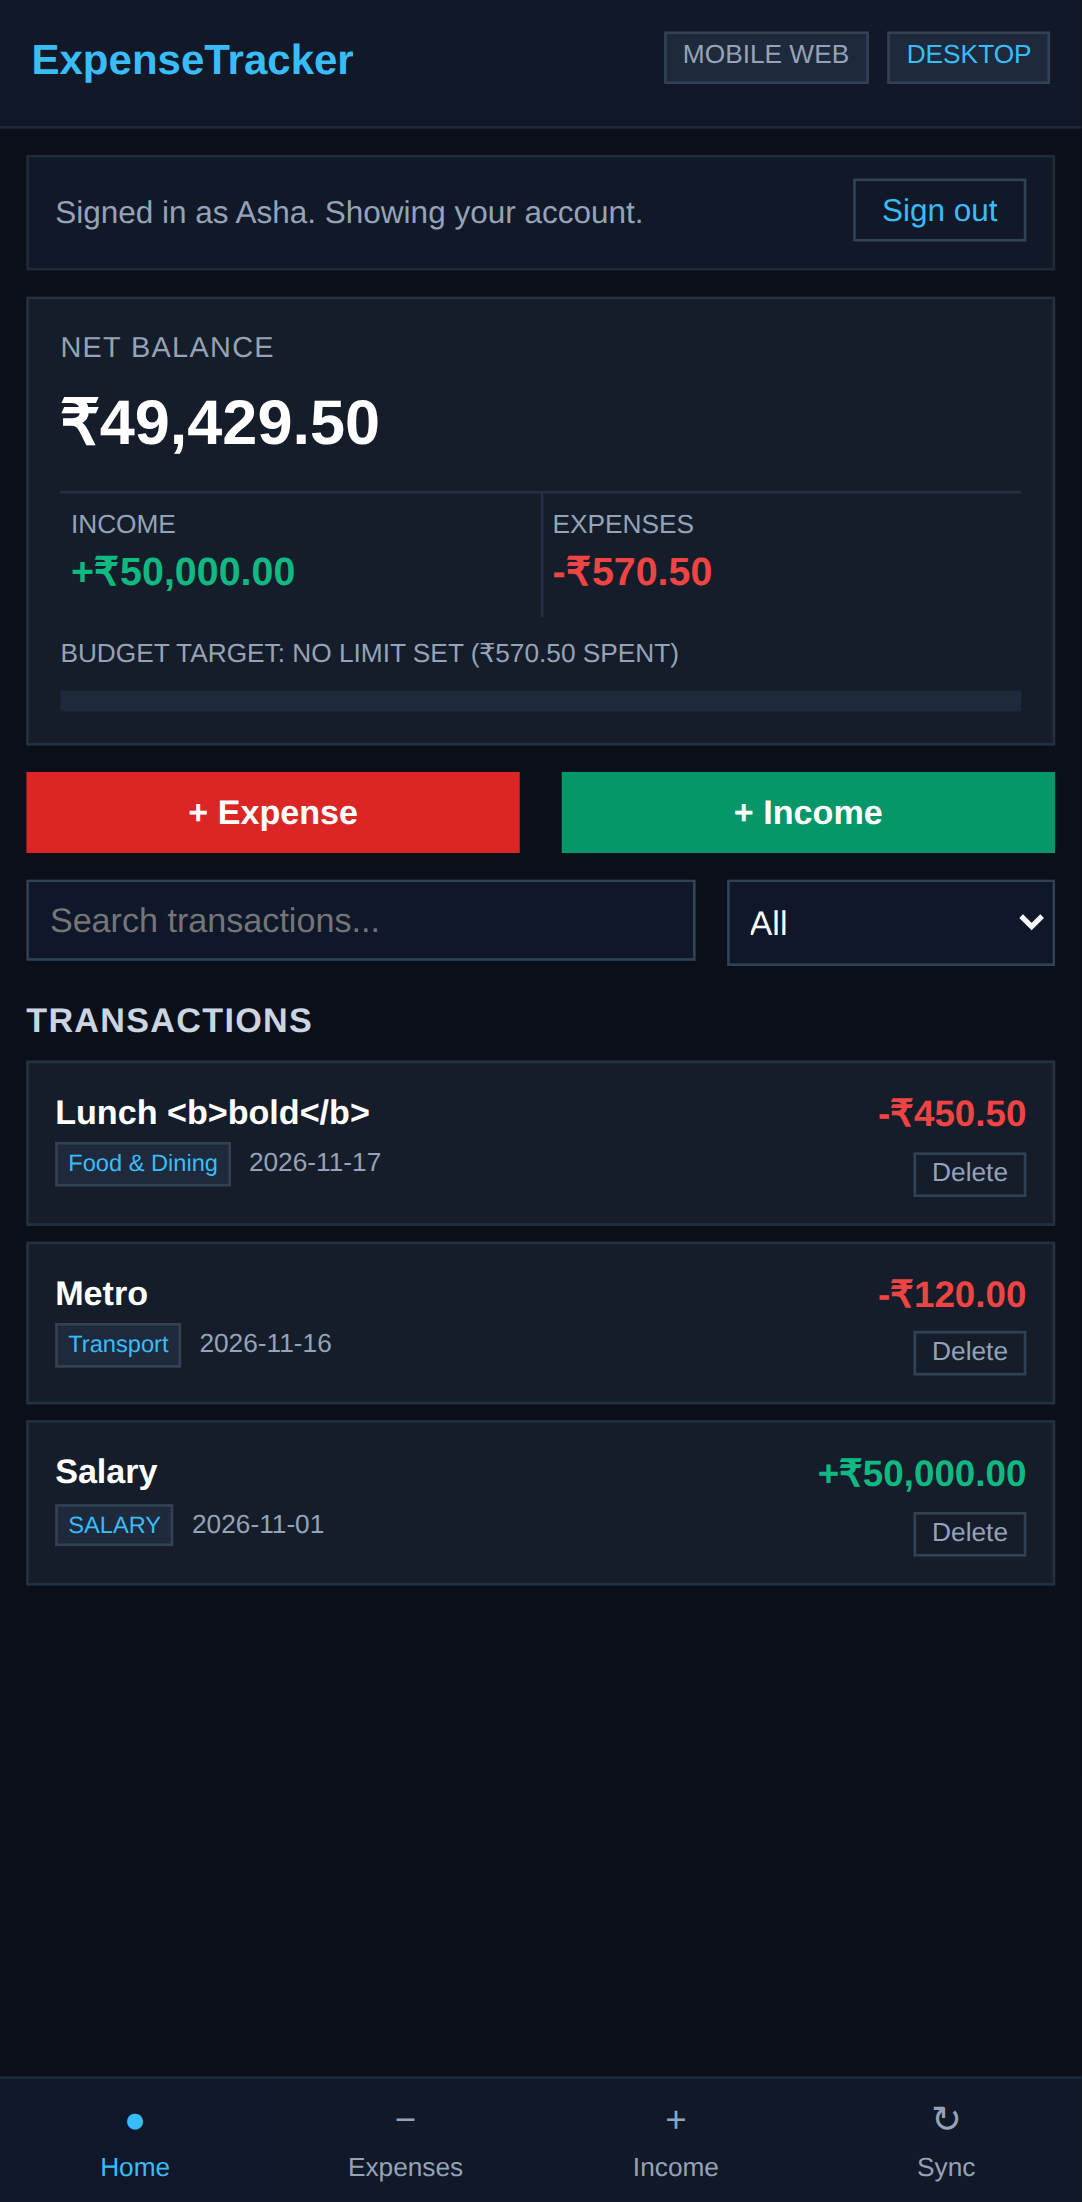 ExpenseTracker MOBILE WEB DESKTOP
Signed in as Asha. Showing your account. Sign out
NET BALANCE
₹49,429.50
INCOME EXPENSES
+₹50,000.00 -₹570.50
BUDGET TARGET: NO LIMIT SET (₹570.50 SPENT)
+ Expense + Income
Search transactions... All
TRANSACTIONS
Lunch <b>bold</b> -₹450.50
Food & Dining 2026-11-17 Delete
Metro -₹120.00
Transport 2026-11-16 Delete
Salary +₹50,000.00
SALARY 2026-11-01 Delete
Home Expenses Income Sync